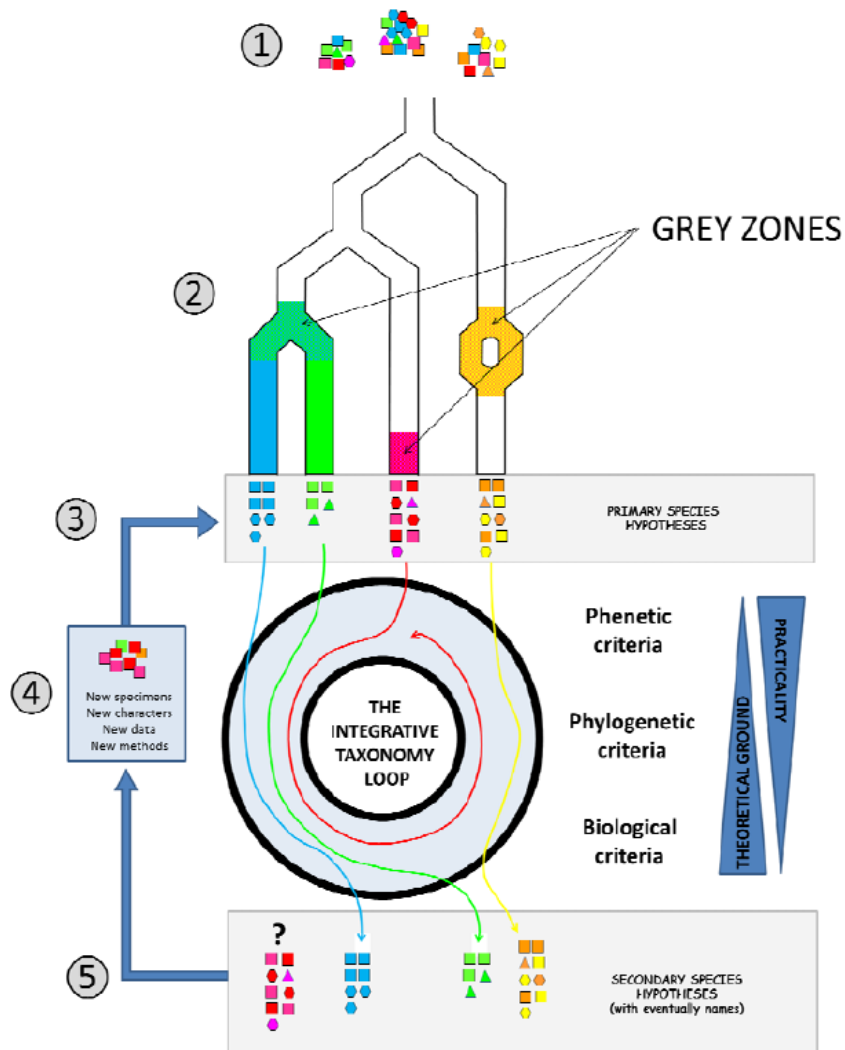 1
GREY ZONES
2
3
PRIMARY SPECIES
HYPOTHESES
Phenetic
criteria
PRACTICALITY
4
New specimens
New characters
New data
New methods
THE
INTEGRATIVE
TAXONOMY
LOOP
Phylogenetic
criteria
THEORETICAL GROUND
Biological
criteria
?
5
SECONDARY SPECIES
HYPOTHESES
(with eventually names)